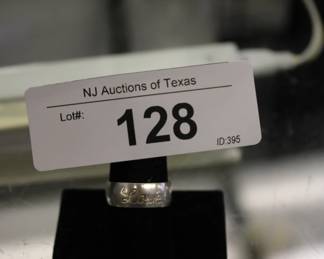 NJ Auctions of Texas
Lot#:
128
ID:395